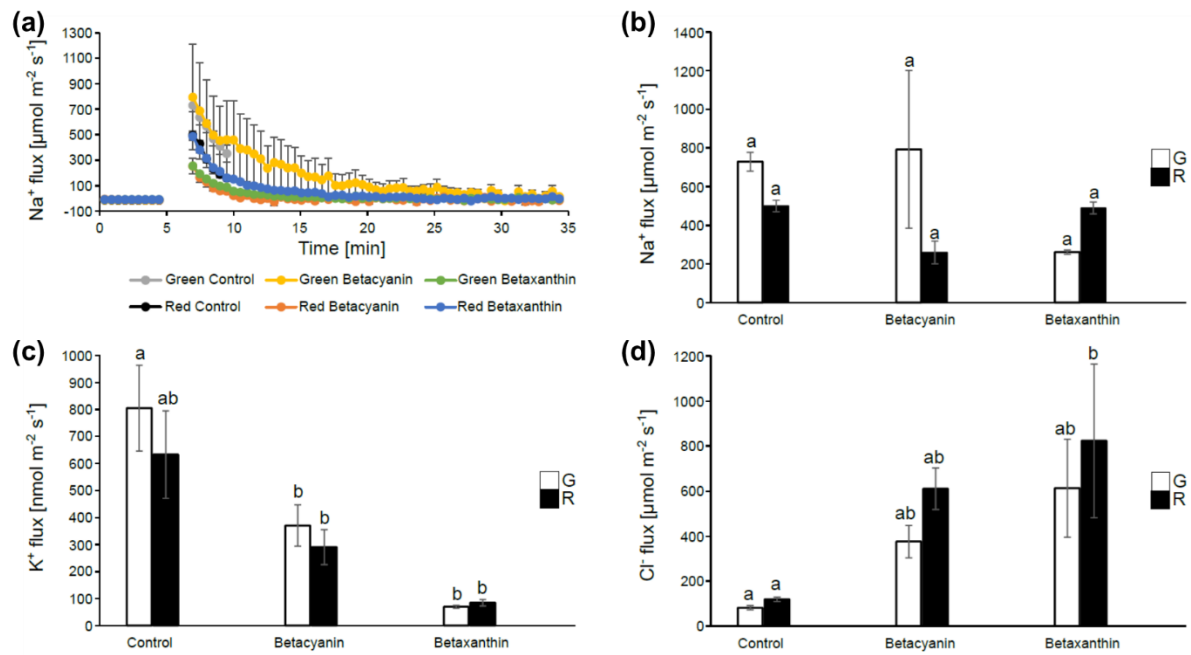 (a)
Na⁺ flux [µmol m⁻² s⁻¹]
1300
1100
900
700
500
300
100
-100
0 5 10 15 20 25 30 35
Time [min]
Green Control Green Betacyanin Green Betaxanthin
Red Control Red Betacyanin Red Betaxanthin
(b)
Na⁺ flux [µmol m⁻² s⁻¹]
1400
1200
1000
800
600
400
200
0
a a a a a a
Control Betacyanin Betaxanthin
G
R
(c)
K⁺ flux [nmol m⁻² s⁻¹]
1000
900
800
700
600
500
400
300
200
100
0
a ab b b b b
Control Betacyanin Betaxanthin
G
R
(d)
Cl⁻ flux [µmol m⁻² s⁻¹]
1200
1000
800
600
400
200
0
a a ab ab ab b
Control Betacyanin Betaxanthin
G
R